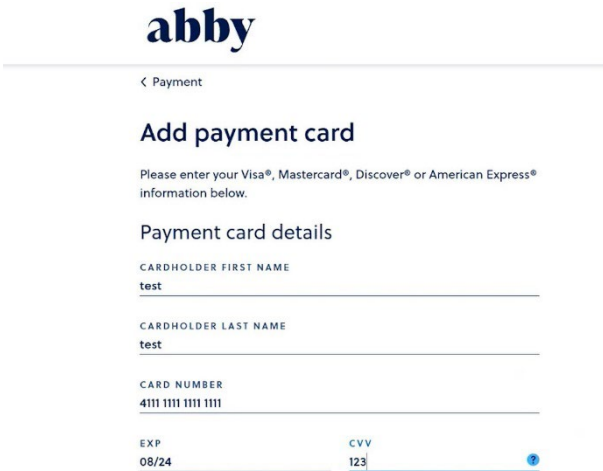 abby
< Payment
Add payment card
Please enter your Visa®, Mastercard®, Discover® or American Express®
information below.
Payment card details
CARDHOLDER FIRST NAME
test
CARDHOLDER LAST NAME
test
CARD NUMBER
4111 1111 1111 1111
EXP CVV
08/24 123 ?